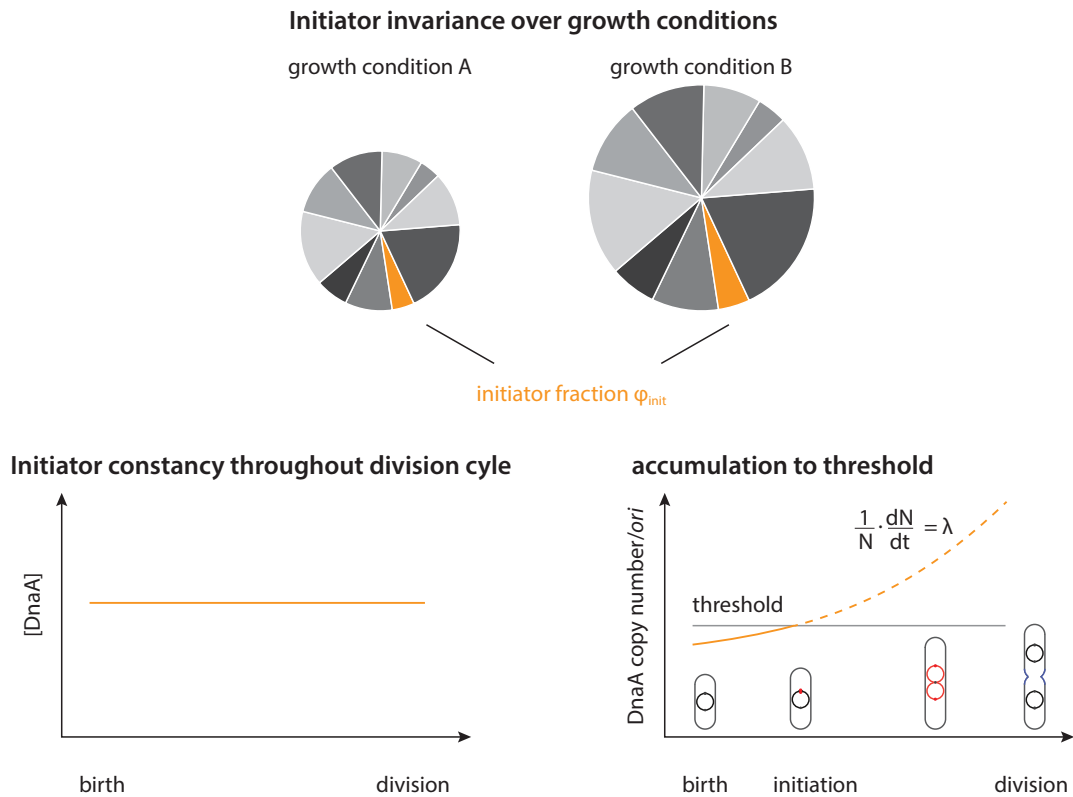 Initiator invariance over growth conditions
growth condition A
growth condition B
initiator fraction φinit
Initiator constancy throughout division cyle
[DnaA]
birth
division
accumulation to threshold
DnaA copy number/ori
1/N · dN/dt = λ
threshold
birth
initiation
division